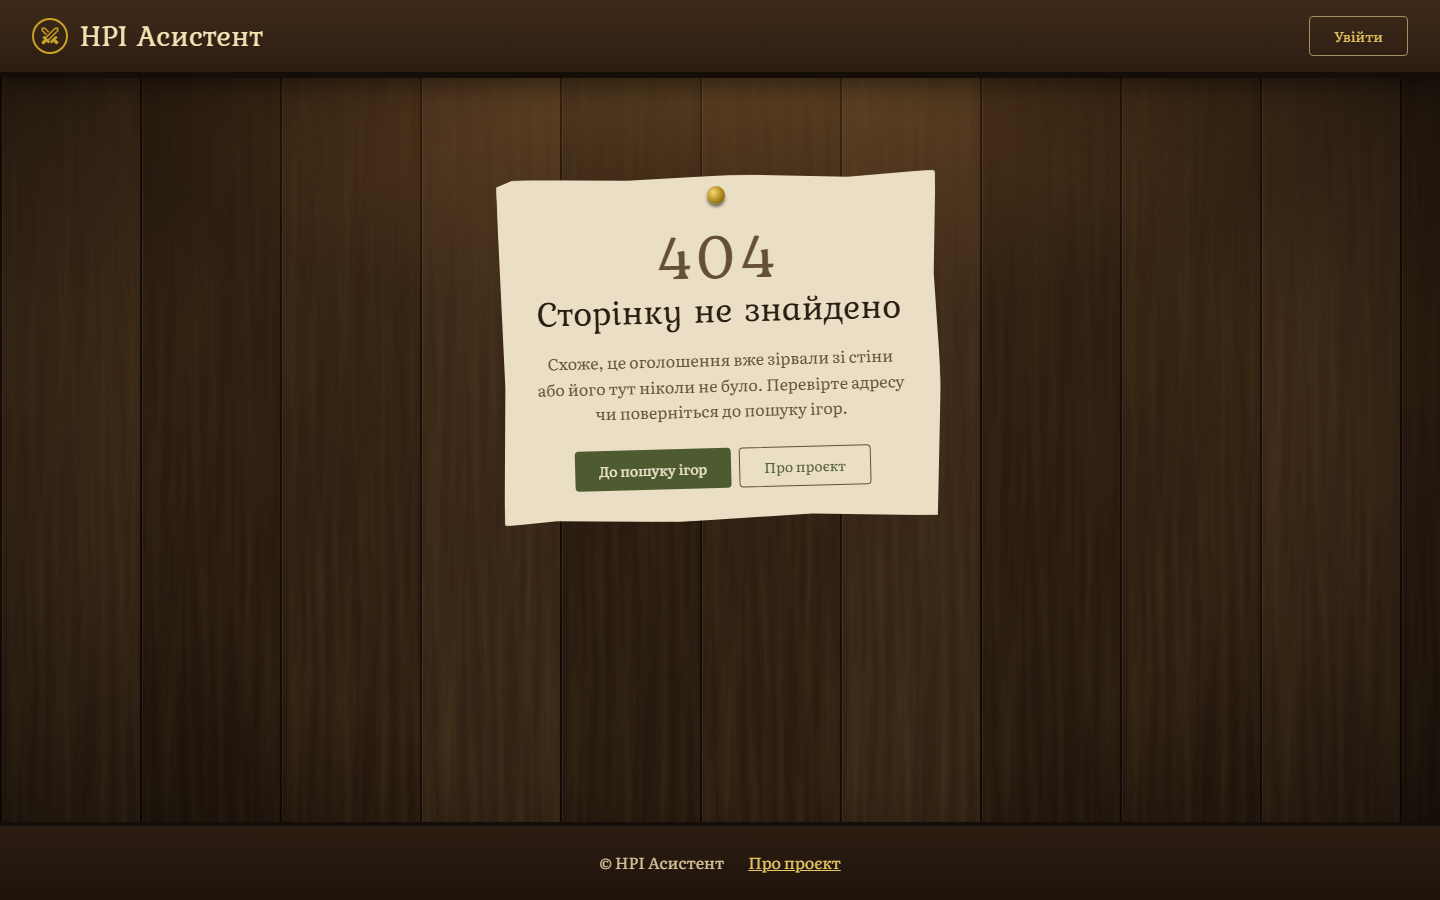 НРІ Асистент
Увійти
404
Сторінку не знайдено
Схоже, це оголошення вже зірвали зі стіни
або його тут ніколи не було. Перевірте адресу
чи поверніться до пошуку ігор.
До пошуку ігор
Про проєкт
© НРІ Асистент
Про проєкт